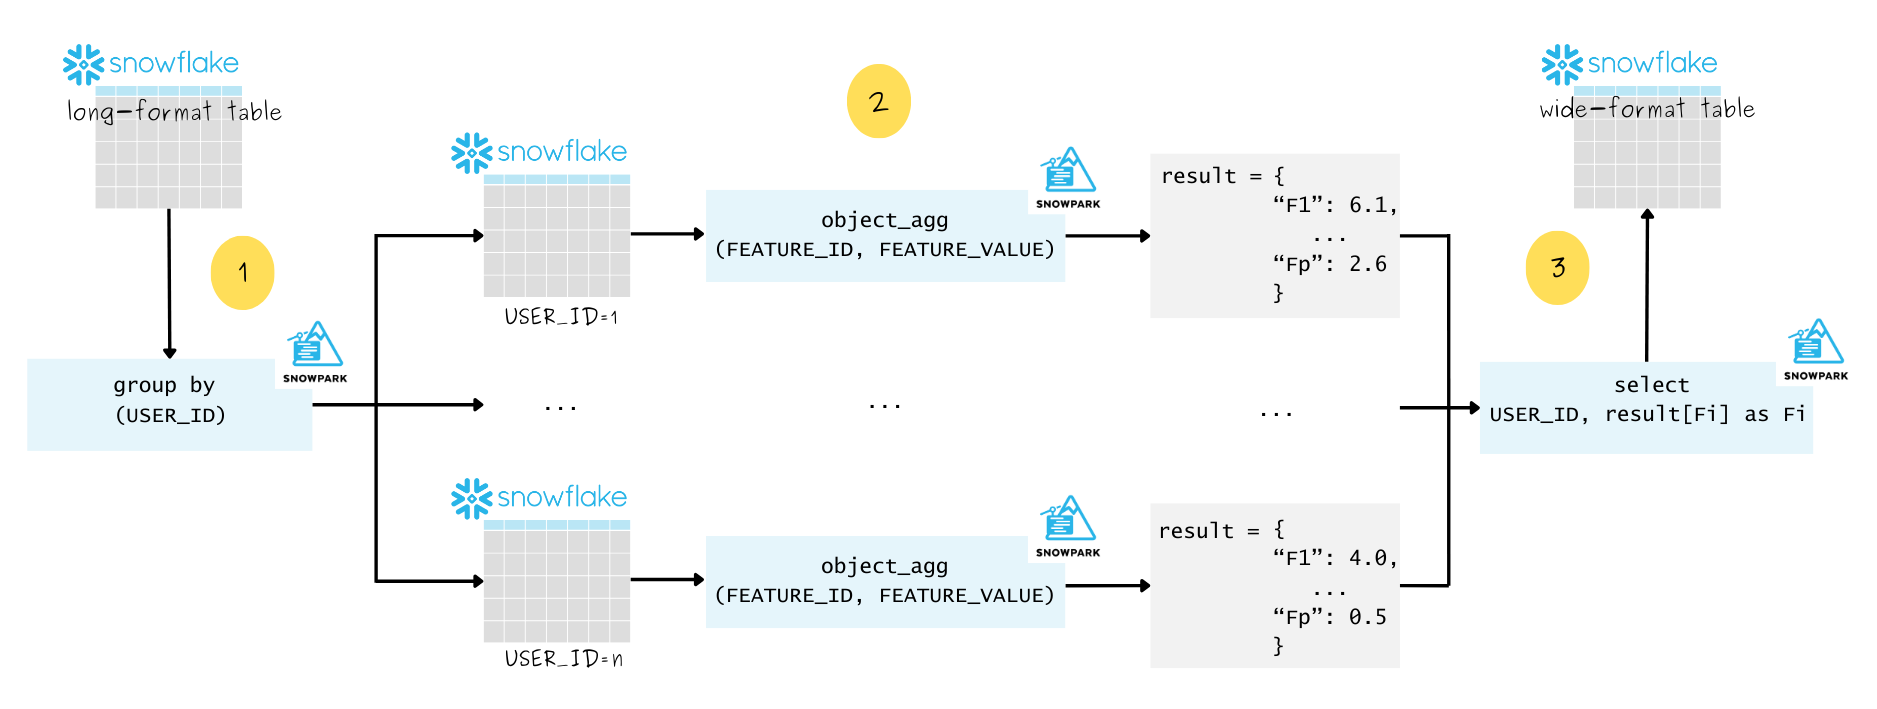 snowflake
long-format table
1
SNOWPARK
group by
(USER_ID)
snowflake
USER_ID=1
...
snowflake
USER_ID=n
2
SNOWPARK
object_agg
(FEATURE_ID, FEATURE_VALUE)
...
SNOWPARK
object_agg
(FEATURE_ID, FEATURE_VALUE)
result = {
“F1”: 6.1,
...
“Fp”: 2.6
}
...
result = {
“F1”: 4.0,
...
“Fp”: 0.5
}
snowflake
wide-format table
3
SNOWPARK
select
USER_ID, result[Fi] as Fi